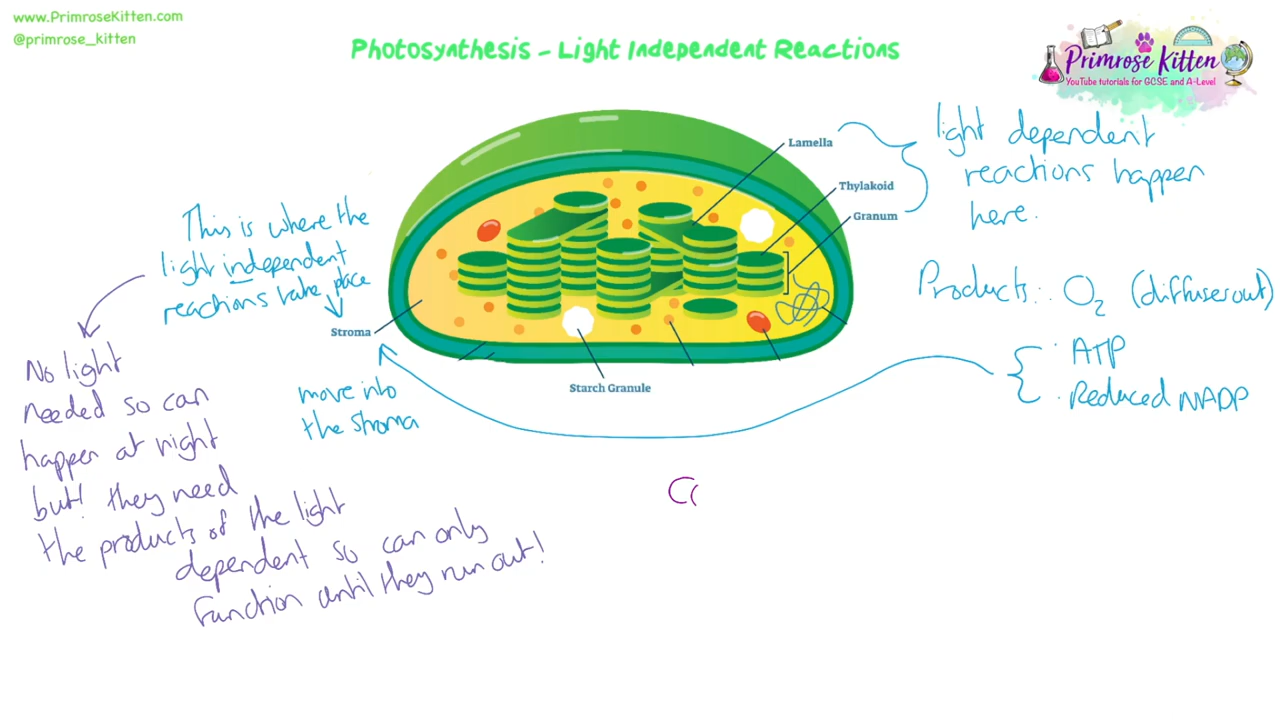 www.PrimroseKitten.com
@primrose_kitten
Photosynthesis - Light Independent Reactions
Primrose Kitten
YouTube tutorials for GCSE and A-Level
Lamella
Thylakoid
Granum
light dependent
reactions happen
here.
This is where the
light independent
reactions take place
Stroma
Products: O2 (diffuses out)
· ATP
· Reduced NADP
Starch Granule
move into
the stroma
No light
needed so can
happen at night
but! they need
the products of the light
dependent so can only
function until they run out!